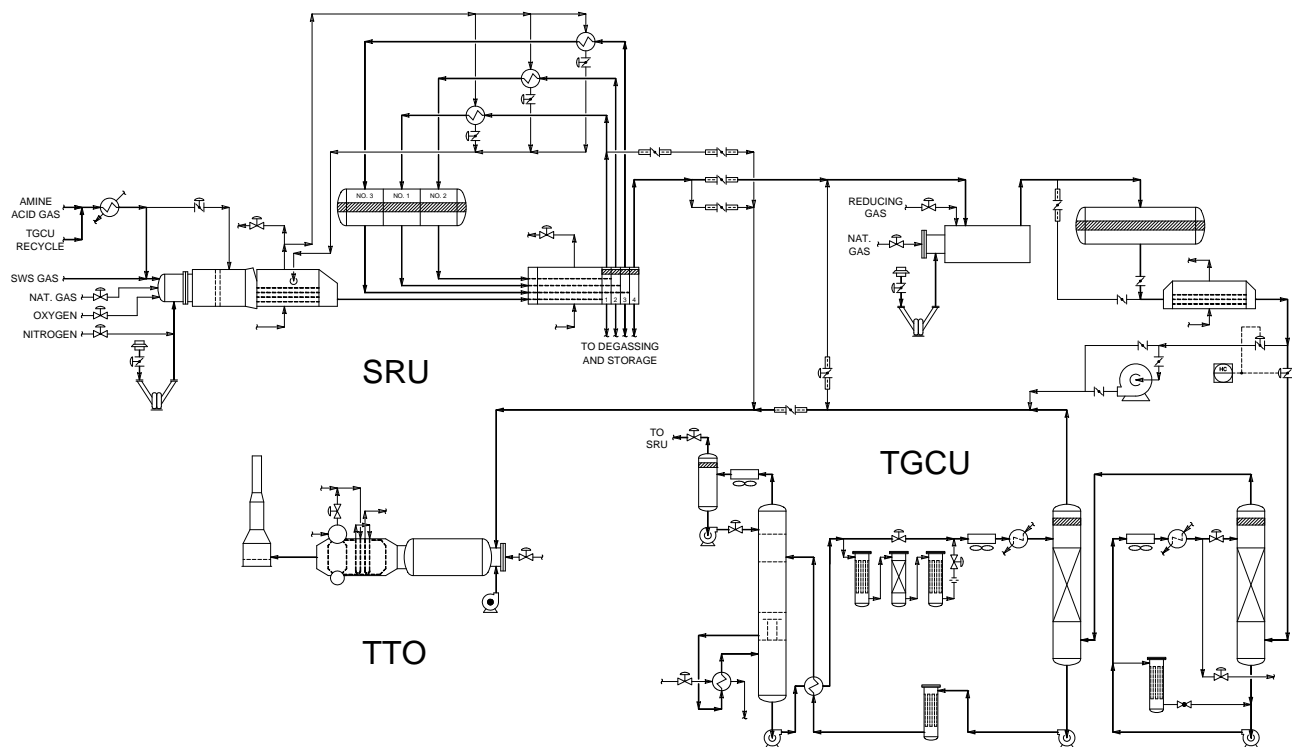 NO. 3 NO. 1 NO. 2
AMINE
ACID GAS
TGCU
RECYCLE
SWS GAS
NAT. GAS
OXYGEN
NITROGEN
1 2 3 4
TO DEGASSING
AND STORAGE
SRU
REDUCING
GAS
NAT.
GAS
HC
TO
SRU
TGCU
TTO